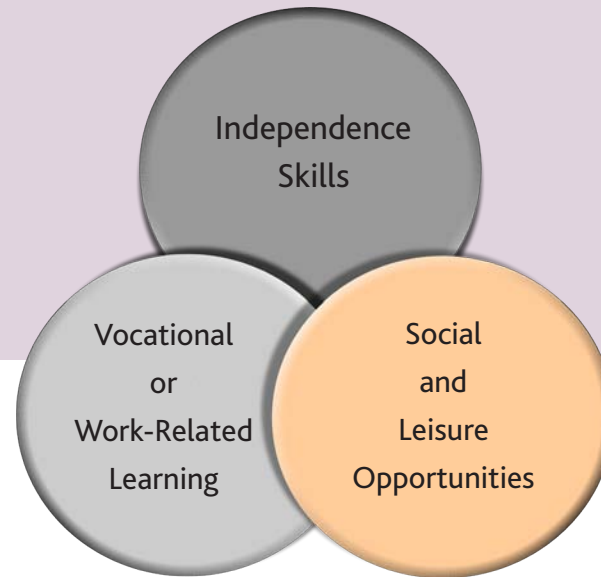 Independence
Skills
Vocational
or
Work-Related
Learning
Social
and
Leisure
Opportunities